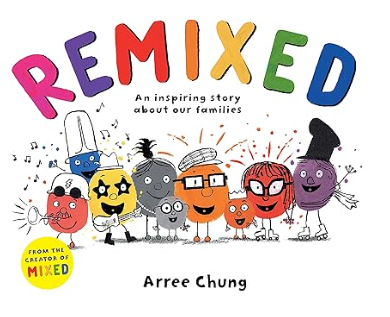 REMIXED
An inspiring story
about our families
FROM THE
CREATOR OF
MIXED
Arree Chung